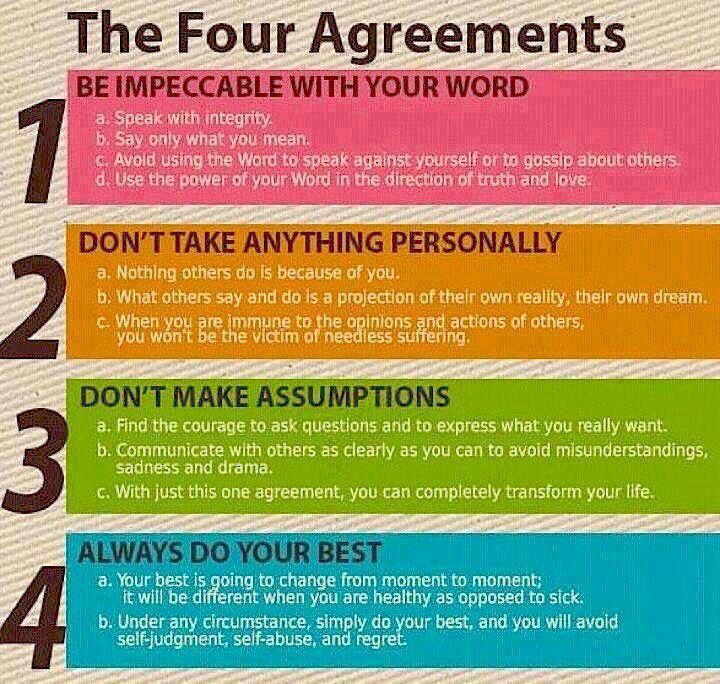 The Four Agreements
1
BE IMPECCABLE WITH YOUR WORD
a. Speak with integrity.
b. Say only what you mean.
c. Avoid using the Word to speak against yourself or to gossip about others.
d. Use the power of your Word in the direction of truth and love.
2
DON'T TAKE ANYTHING PERSONALLY
a. Nothing others do is because of you.
b. What others say and do is a projection of their own reality, their own dream.
c. When you are immune to the opinions and actions of others,
you won't be the victim of needless suffering.
3
DON'T MAKE ASSUMPTIONS
a. Find the courage to ask questions and to express what you really want.
b. Communicate with others as clearly as you can to avoid misunderstandings,
sadness and drama.
c. With just this one agreement, you can completely transform your life.
4
ALWAYS DO YOUR BEST
a. Your best is going to change from moment to moment;
it will be different when you are healthy as opposed to sick.
b. Under any circumstance, simply do your best, and you will avoid
self-judgment, self-abuse, and regret.